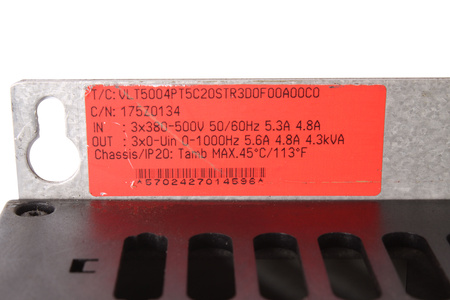 T/C: VLT5004PT5C20STR3D0F00A00C0
C/N: 175Z0134
IN : 3x380-500V 50/60Hz 5.3A 4.8A
OUT : 3x0-Uin 0-1000Hz 5.6A 4.8A 4.3kVA
Chassis/IP20: Tamb MAX.45°C/113°F
*5702427014596*